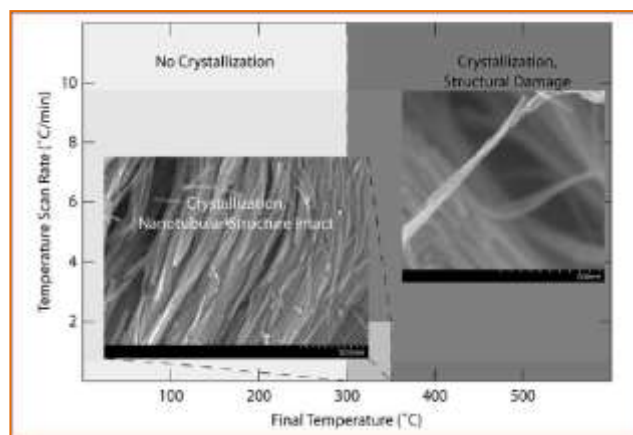 No Crystallization
Crystallization,
Structural Damage
Crystallization,
Nanotubular Structure Intact
Temperature Scan Rate (˚C/min)
10
8
6
4
2
100
200
300
400
500
Final Temperature (˚C)